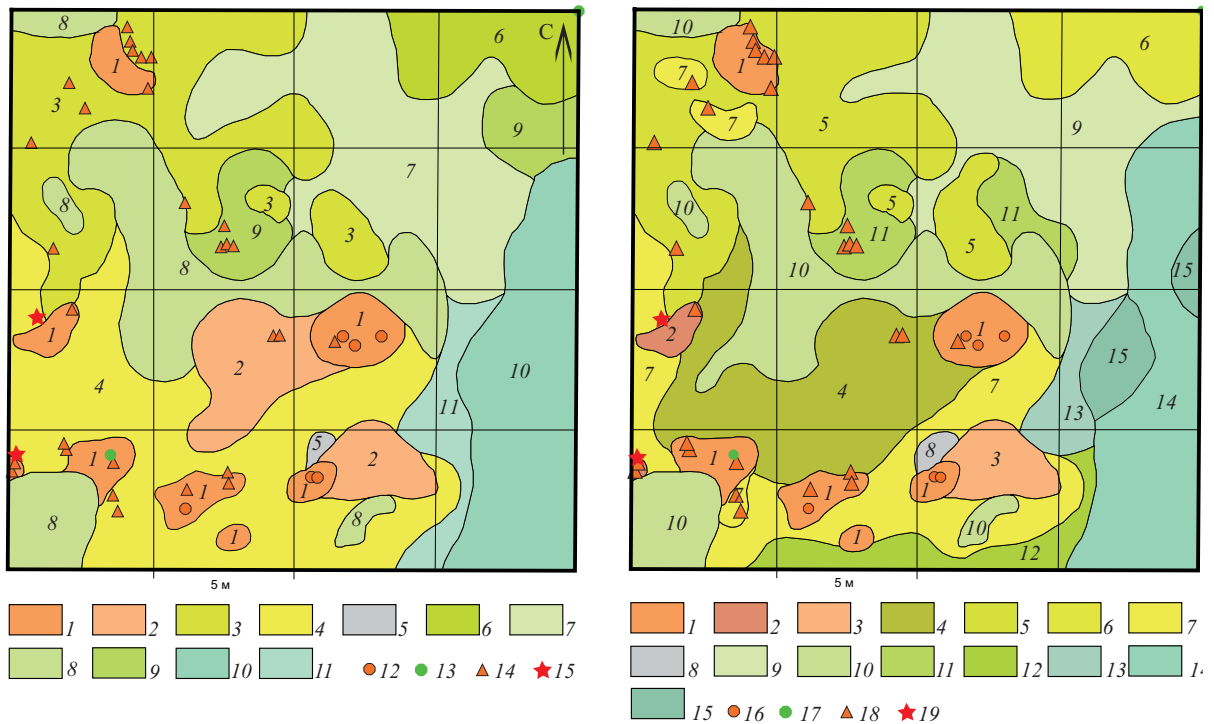 8 1 3 6 9 7 С
8 3 9 3 8
1 4 2 1 10 11
1 8 1 1 5 1 2 8
5 м
1 2 3 4 5 6 7
8 9 10 11 12 13 14 15
10 1 7 7 5 6 9
10 5 11 11 5 10 15
2 7 4 1 7 15 13 14
1 10 7 1 1 8 1 3 10 12
5 м
1 2 3 4 5 6 7
8 9 10 11 12 13 14
15 16 17 18 19